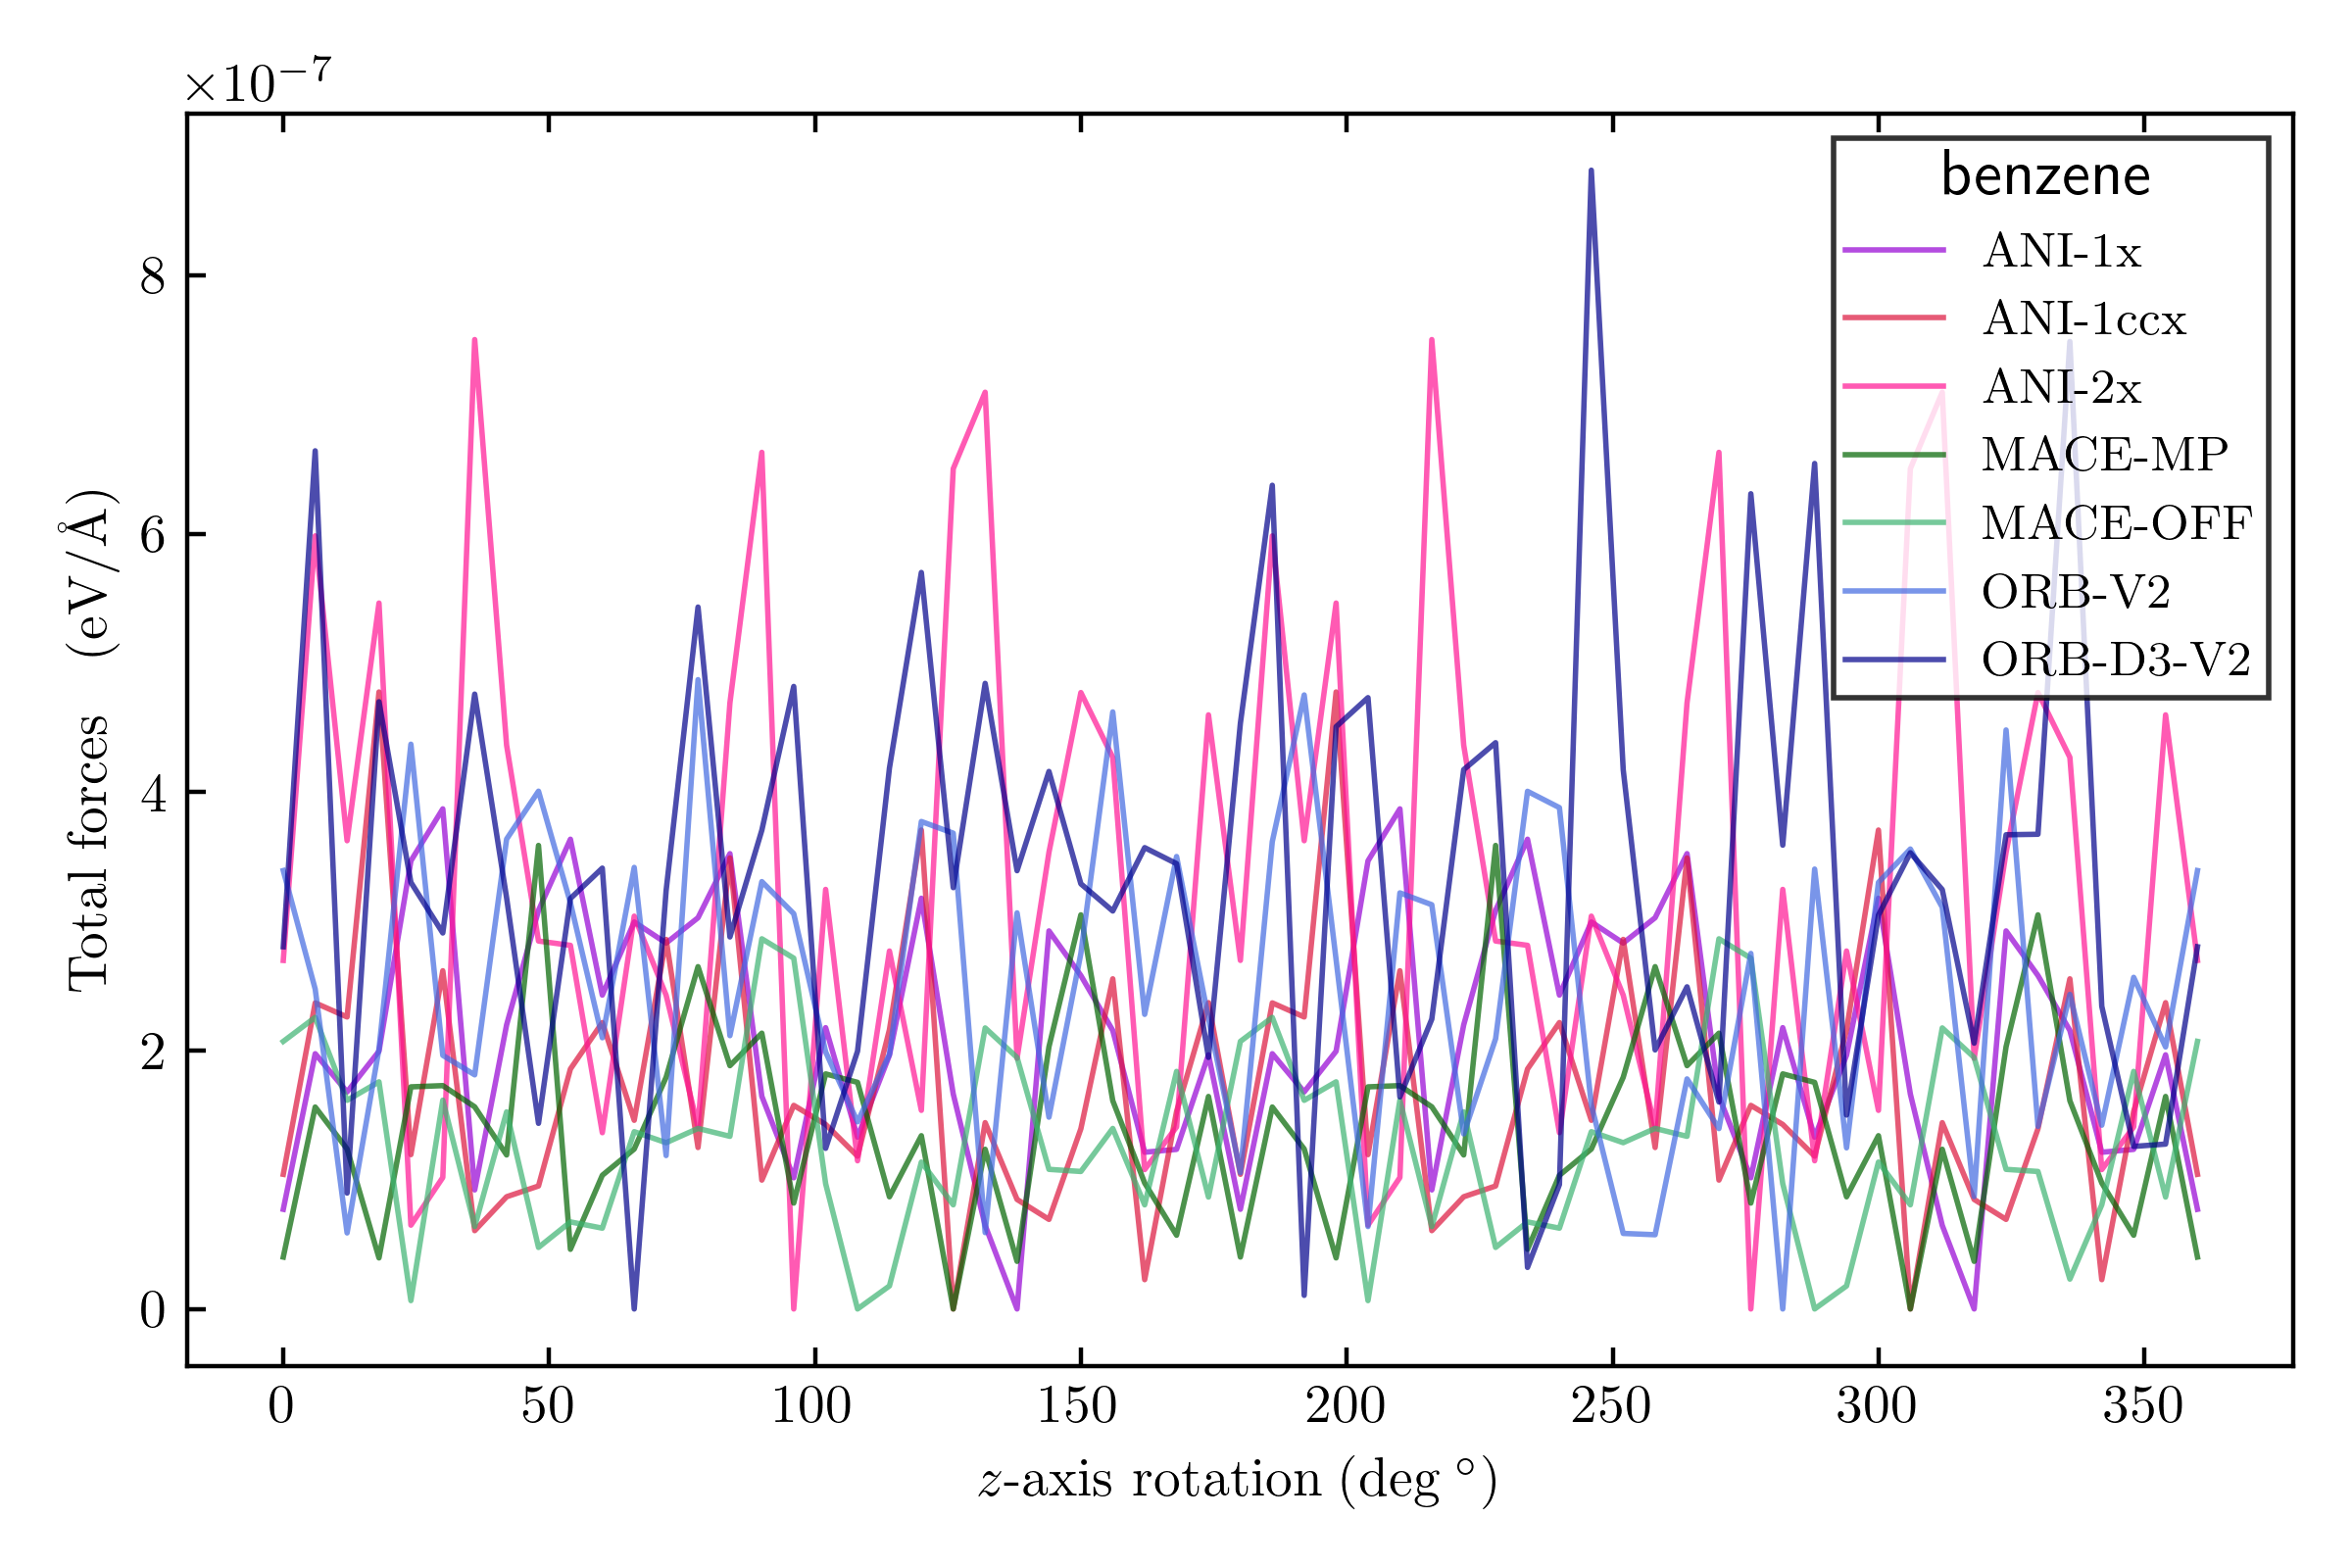 ×10⁻⁷
Total forces (eV/Å)
8
6
4
2
0
benzene
ANI-1x
ANI-1ccx
ANI-2x
MACE-MP
MACE-OFF
ORB-V2
ORB-D3-V2
0 50 100 150 200 250 300 350
z-axis rotation (deg °)